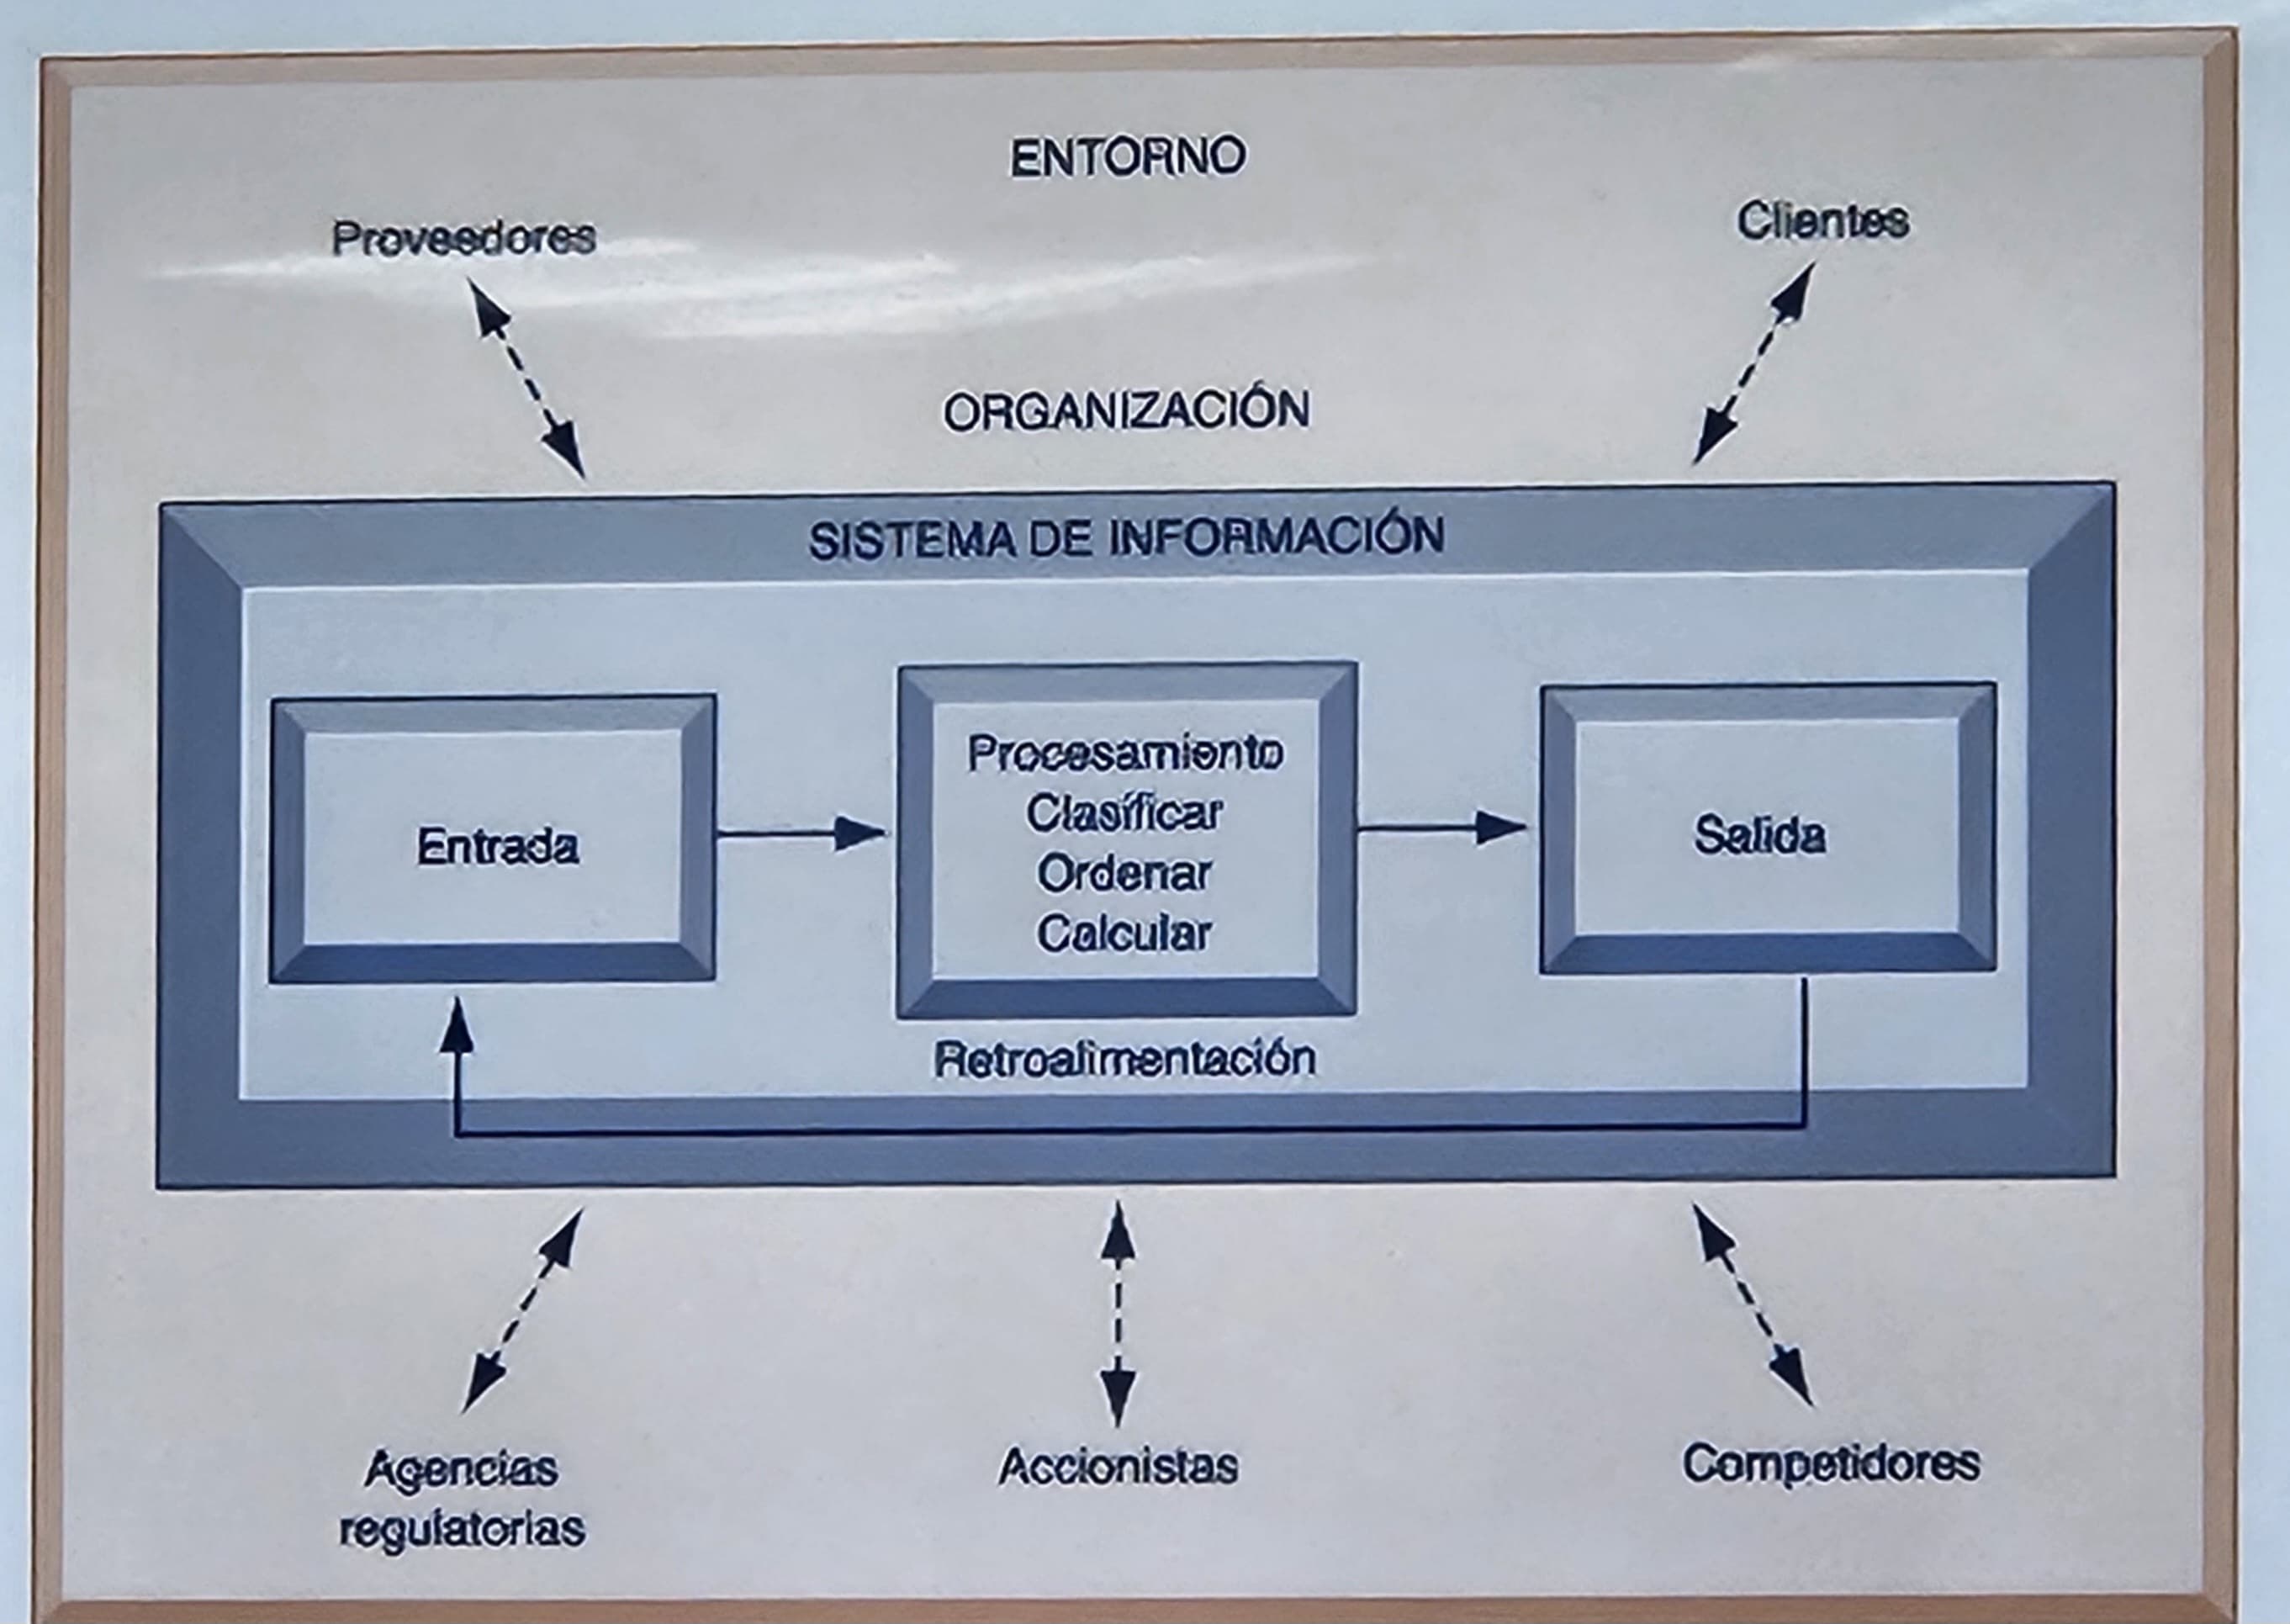 ENTORNO
Proveedores
Clientes
ORGANIZACIÓN
SISTEMA DE INFORMACIÓN
Entrada
Procesamiento
Clasificar
Ordenar
Calcular
Salida
Retroalimentación
Agencias
regulatorias
Accionistas
Competidores